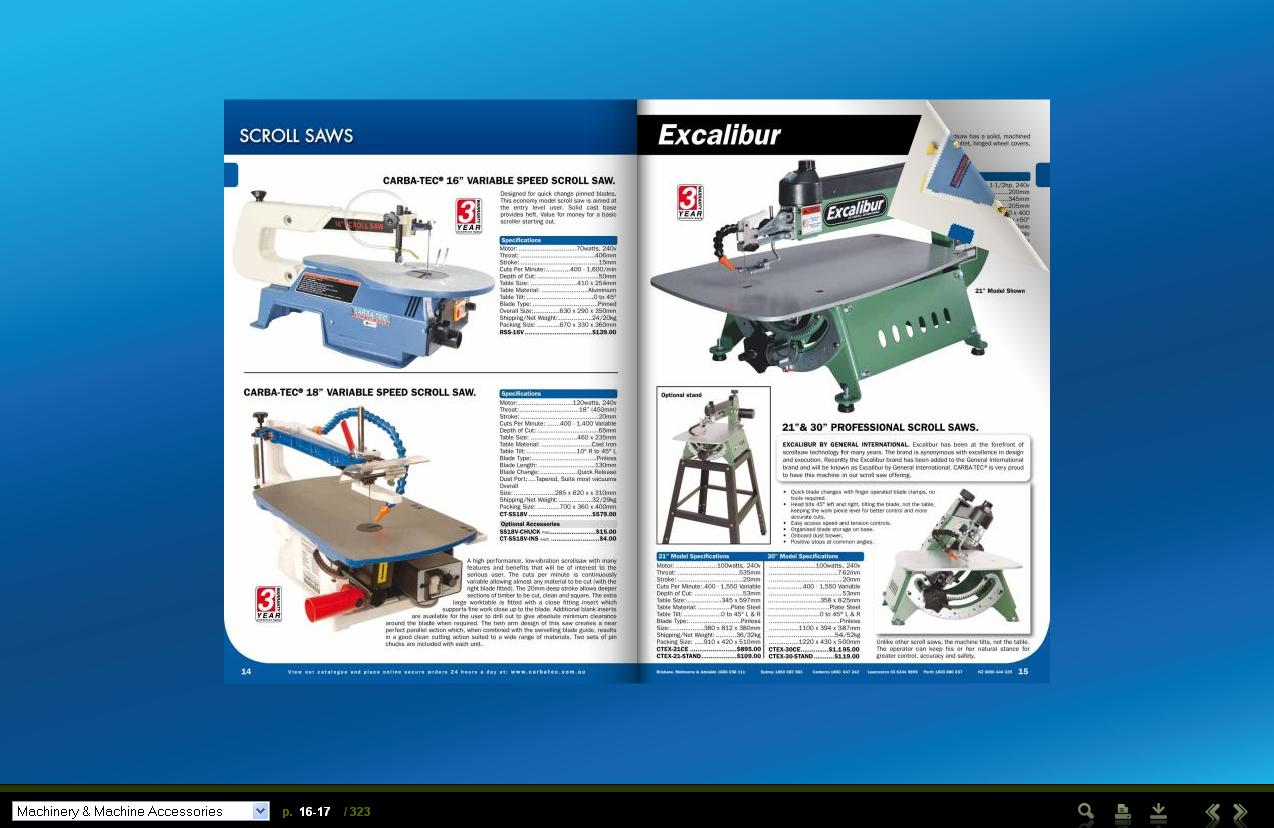 SCROLL SAWS
CARBA-TEC® 16" VARIABLE SPEED SCROLL SAW.
Designed for quick change pinned blades.
This economy model scroll saw is aimed at
the entry level user. Solid cast base
provides heft. Value for money for a basic
scroller starting out.
3
YEAR
WARRANTY
16" SCROLL SAW
CARBA-TEC
Specifications
Motor: 70watts, 240v
Throat: 406mm
Stroke: 15mm
Cuts Per Minute: 400 - 1,600/min
Depth of Cut: 50mm
Table Size: 410 x 254mm
Table Material: Aluminium
Table Tilt: 0 to 45°
Blade Type: Pinned
Overall Size: 630 x 290 x 350mm
Shipping/Net Weight: 24/20kg
Packing Size: 670 x 330 x 360mm
RSS-16V $139.00
CARBA-TEC® 18" VARIABLE SPEED SCROLL SAW.
Specifications
Motor: 120watts, 240v
Throat: 18" (450mm)
Stroke: 20mm
Cuts Per Minute: 400 - 1,400 Variable
Depth of Cut: 65mm
Table Size: 460 x 235mm
Table Material: Cast Iron
Table Tilt: 10° R to 45° L
Blade Type: Pinless
Blade Length: 130mm
Blade Change: Quick Release
Dust Port: Tapered, Suits most vacuums
Overall
Size: 285 x 620 x 310mm
Shipping/Net Weight: 32/29kg
Packing Size: 700 x 360 x 400mm
CT-SS18V $579.00
Optional Accessories
SS18V-CHUCK $15.00
CT-SS18V-INS $4.00
3
YEAR
WARRANTY
A high performance, low-vibration scrollsaw with many
features and benefits that will be of interest to the
serious user. The cuts per minute is continuously
variable allowing almost any material to be cut (with the
right blade fitted). The 20mm deep stroke allows deeper
sections of timber to be cut, clean and square. The extra
large worktable is fitted with a close fitting insert which
supports fine work close up to the blade. Additional blank inserts
are available for the user to drill out to give absolute minimum clearance
around the blade when required. The twin arm design of this saw creates a near
perfect parallel action which, when combined with the swivelling blade guide, results
in a good clean cutting action suited to a wide range of materials. Two sets of pin
chucks are included with each unit.
14
View our catalogue and place online secure orders 24 hours a day at: www.carbatec.com.au
Excalibur
dsaw has a solid, machined
utlet, hinged wheel covers,
1-1/2hp, 240v
200mm
345mm
205mm
3
YEAR
WARRANTY
Excalibur
21" Model Shown
Optional stand
21"& 30" PROFESSIONAL SCROLL SAWS.
EXCALIBUR BY GENERAL INTERNATIONAL. Excalibur has been at the forefront of
scrollsaw technology for many years. The brand is synonymous with excellence in design
and execution. Recently the Excalibur brand has been added to the General International
brand and will be known as Excalibur by General International. CARBA-TEC® is very proud
to have this machine in our scroll saw offering.
• Quick blade changes with finger operated blade clamps, no
tools required.
• Head tilts 45° left and right, tilting the blade, not the table,
keeping the work piece level for better control and more
accurate cuts.
• Easy access speed and tension controls.
• Organised blade storage on base.
• Onboard dust blower.
• Positive stops at common angles.
21" Model Specifications
Motor: 100watts, 240v
Throat: 535mm
Stroke: 20mm
Cuts Per Minute: 400 - 1,550 Variable
Depth of Cut: 53mm
Table Size: 345 x 597mm
Table Material: Plate Steel
Table Tilt: 0 to 45° L & R
Blade Type: Pinless
Size: 380 x 812 x 380mm
Shipping/Net Weight: 36/32kg
Packing Size: 910 x 420 x 510mm
CTEX-21CE $895.00
CTEX-21-STAND $109.00
30" Model Specifications
100watts, 240v
762mm
20mm
400 - 1,550 Variable
53mm
358 x 825mm
Plate Steel
0 to 45° L & R
Pinless
1100 x 394 x 387mm
54/52kg
1220 x 430 x 500mm
CTEX-30CE $1,195.00
CTEX-30-STAND $119.00
Unlike other scroll saws, the machine tilts, not the table.
The operator can keep his or her natural stance for
greater control, accuracy and safety.
15
Machinery & Machine Accessories
p. 16-17 / 323